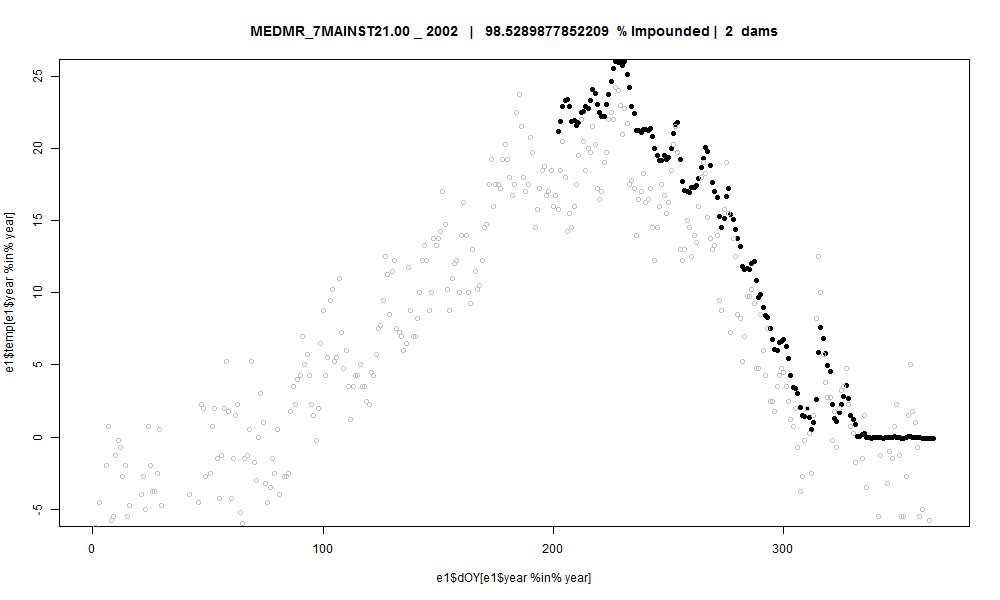 MEDMR_7MAINST21.00 _ 2002 | 98.5289877852209 % Impounded | 2 dams
25
20
15
10
5
0
-5
e1$temp[e1$year %in% year]
0 100 200 300
e1$dOY[e1$year %in% year]